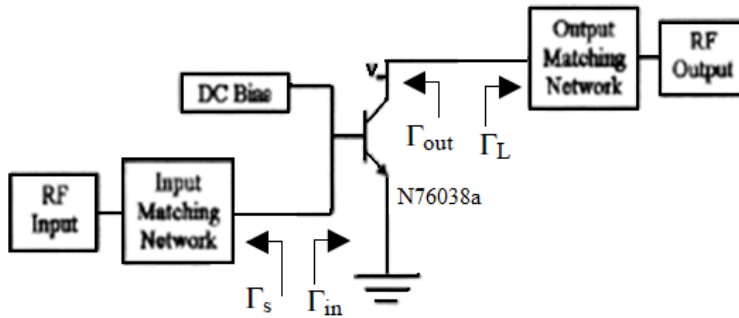 Output
Matching
Network
RF
Output
DC Bias
Γout
ΓL
N76038a
RF
Input
Input
Matching
Network
Γs
Γin